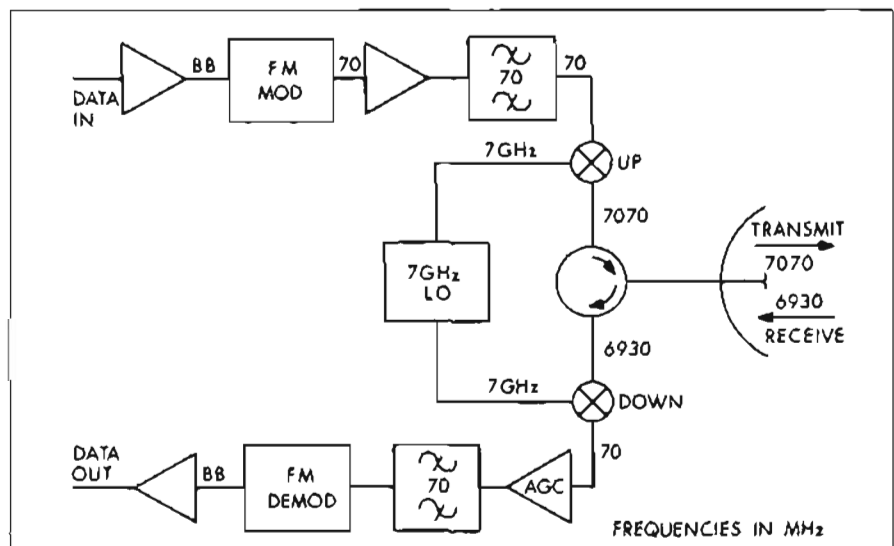 DATA
IN
BB
FM
MOD
70
70
70
7GHz
UP
7070
7GHz
LO
TRANSMIT
7070
6930
RECEIVE
6930
7GHz
DOWN
70
DATA
OUT
BB
FM
DEMOD
70
AGC
FREQUENCIES IN MHz